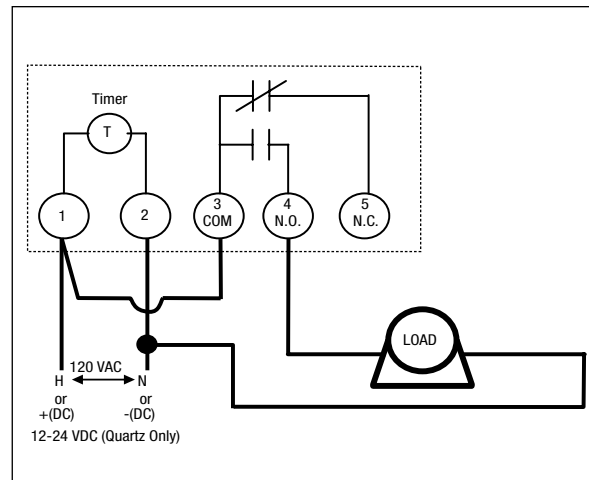 Timer
T
1
2
3
COM
4
N.O.
5
N.C.
LOAD
120 VAC
H
N
or
or
+(DC)
-(DC)
12-24 VDC (Quartz Only)